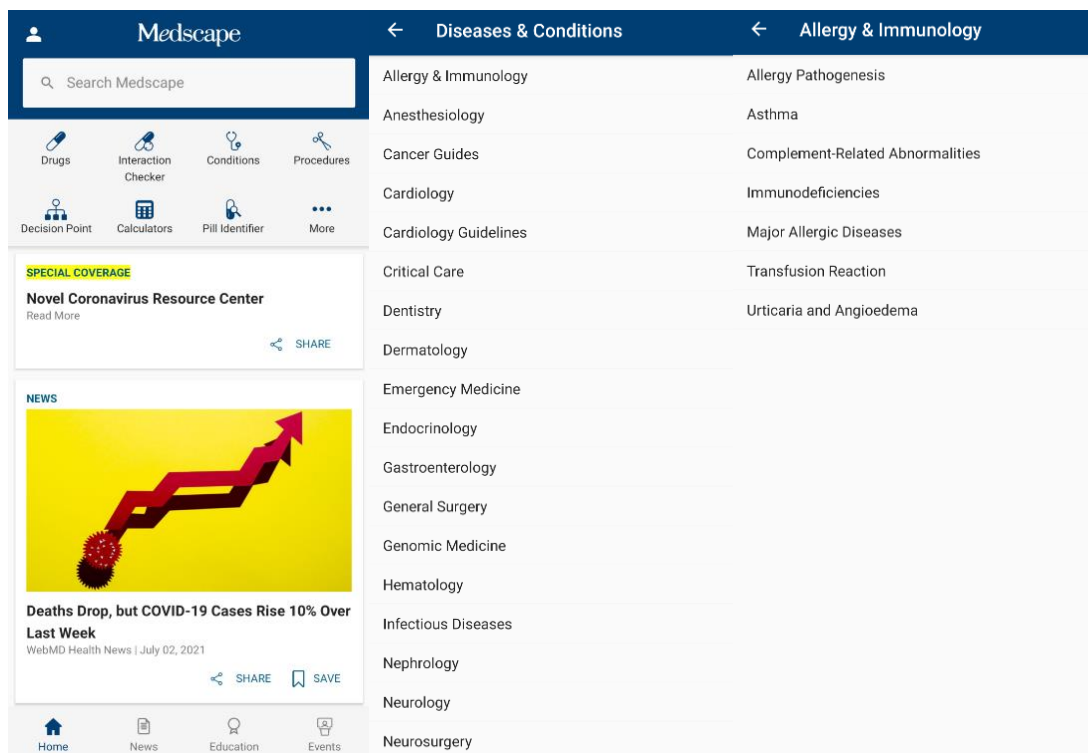 Medscape
Search Medscape
Drugs
Interaction
Checker
Conditions
Procedures
Decision Point
Calculators
Pill Identifier
More
SPECIAL COVERAGE
Novel Coronavirus Resource Center
Read More
SHARE
NEWS
Deaths Drop, but COVID-19 Cases Rise 10% Over
Last Week
WebMD Health News | July 02, 2021
SHARE
SAVE
Home
News
Education
Events
Diseases & Conditions
Allergy & Immunology
Anesthesiology
Cancer Guides
Cardiology
Cardiology Guidelines
Critical Care
Dentistry
Dermatology
Emergency Medicine
Endocrinology
Gastroenterology
General Surgery
Genomic Medicine
Hematology
Infectious Diseases
Nephrology
Neurology
Neurosurgery
Allergy & Immunology
Allergy Pathogenesis
Asthma
Complement-Related Abnormalities
Immunodeficiencies
Major Allergic Diseases
Transfusion Reaction
Urticaria and Angioedema